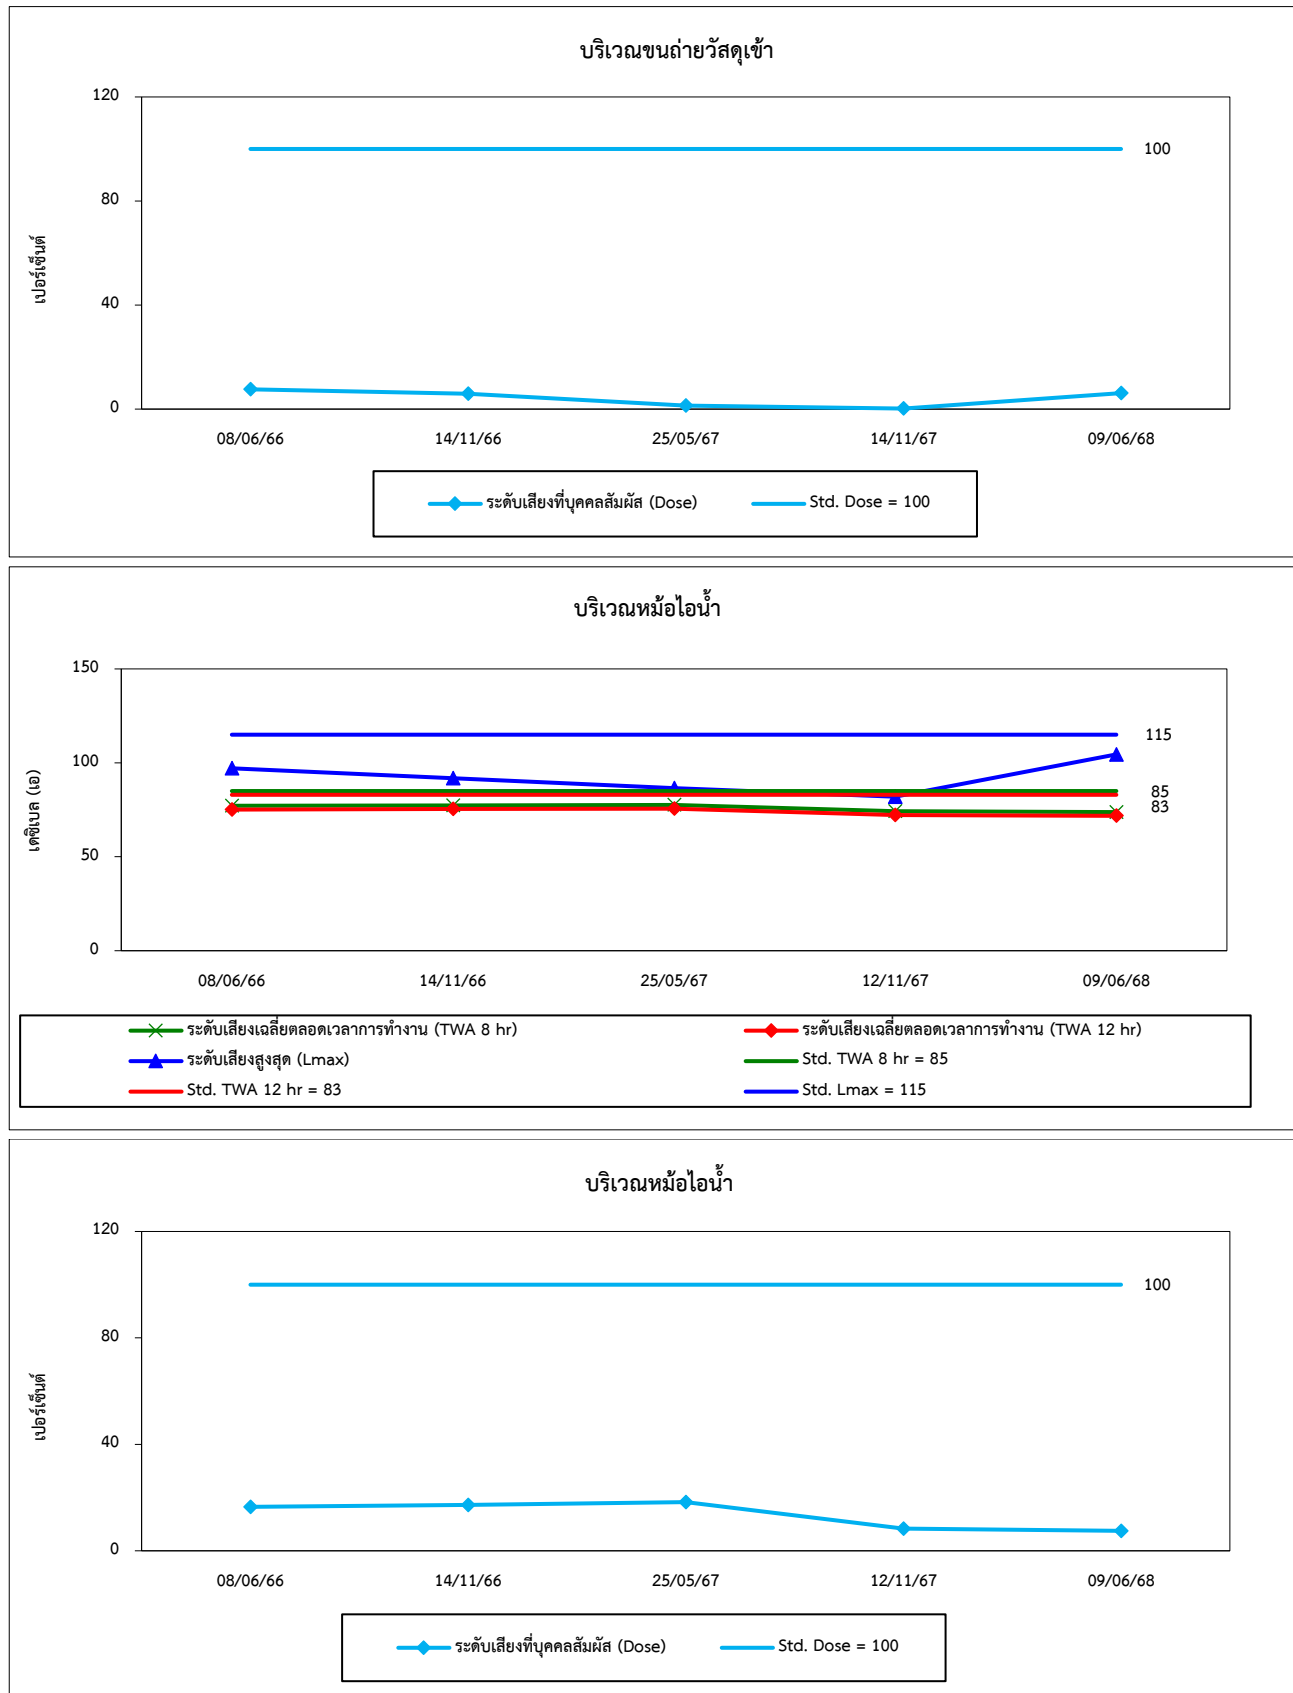 บริเวณขนถ่ายวัสดุเข้า
120
80
40
0
เปอร์เซ็นต์
100
08/06/66 14/11/66 25/05/67 14/11/67 09/06/68
ระดับเสียงที่บุคคลสัมผัส (Dose) Std. Dose = 100
บริเวณหม้อไอน้ำ
150
100
50
0
เดซิเบล (เอ)
115
85
83
08/06/66 14/11/66 25/05/67 12/11/67 09/06/68
ระดับเสียงเฉลี่ยตลอดเวลาการทำงาน (TWA 8 hr) ระดับเสียงเฉลี่ยตลอดเวลาการทำงาน (TWA 12 hr)
ระดับเสียงสูงสุด (Lmax) Std. TWA 8 hr = 85
Std. TWA 12 hr = 83 Std. Lmax = 115
บริเวณหม้อไอน้ำ
120
80
40
0
เปอร์เซ็นต์
100
08/06/66 14/11/66 25/05/67 12/11/67 09/06/68
ระดับเสียงที่บุคคลสัมผัส (Dose) Std. Dose = 100